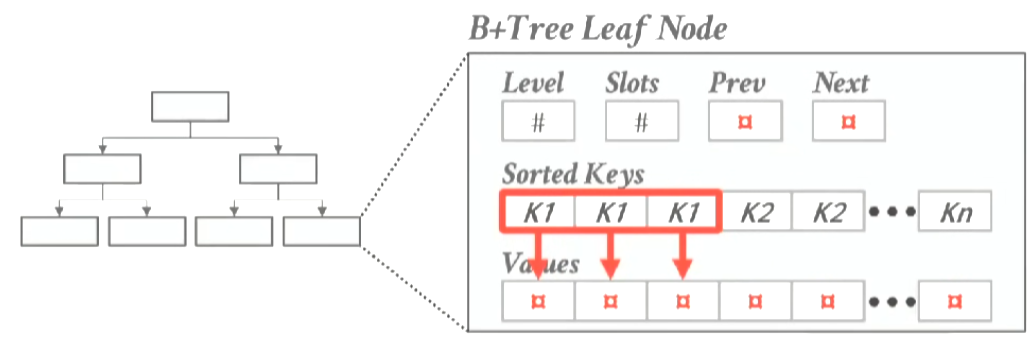 B+Tree Leaf Node
Level Slots Prev Next
# # ¤ ¤
Sorted Keys
K1 K1 K1 K2 K2 ••• Kn
Values
¤ ¤ ¤ ¤ ¤ ••• ¤